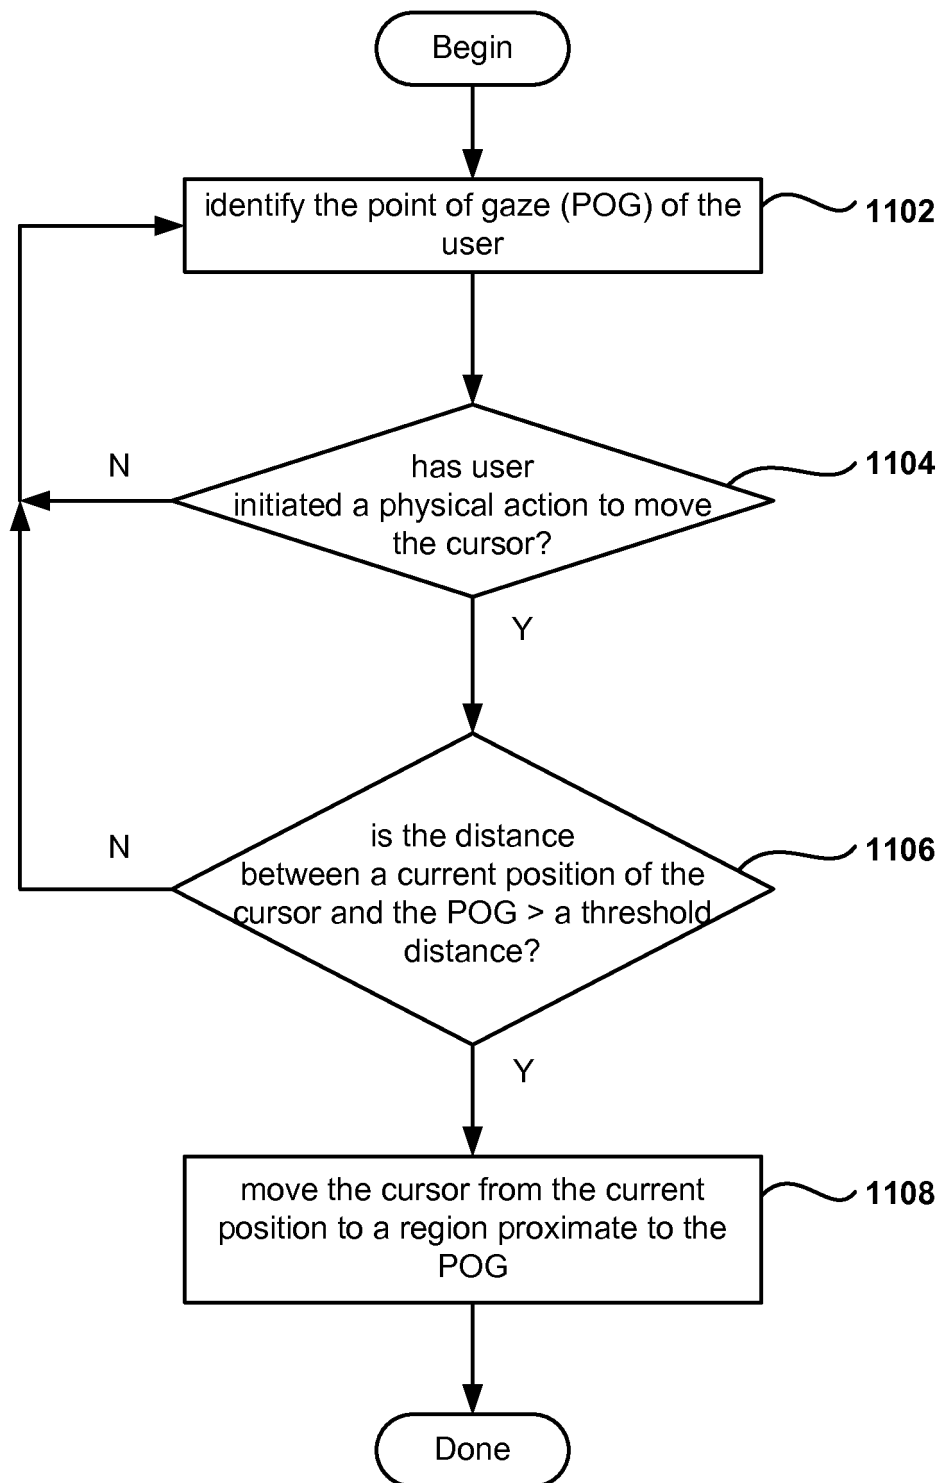 Begin
identify the point of gaze (POG) of the
user
1102
has user
initiated a physical action to move
the cursor?
1104
N
Y
is the distance
between a current position of the
cursor and the POG > a threshold
distance?
1106
N
Y
move the cursor from the current
position to a region proximate to the
POG
1108
Done